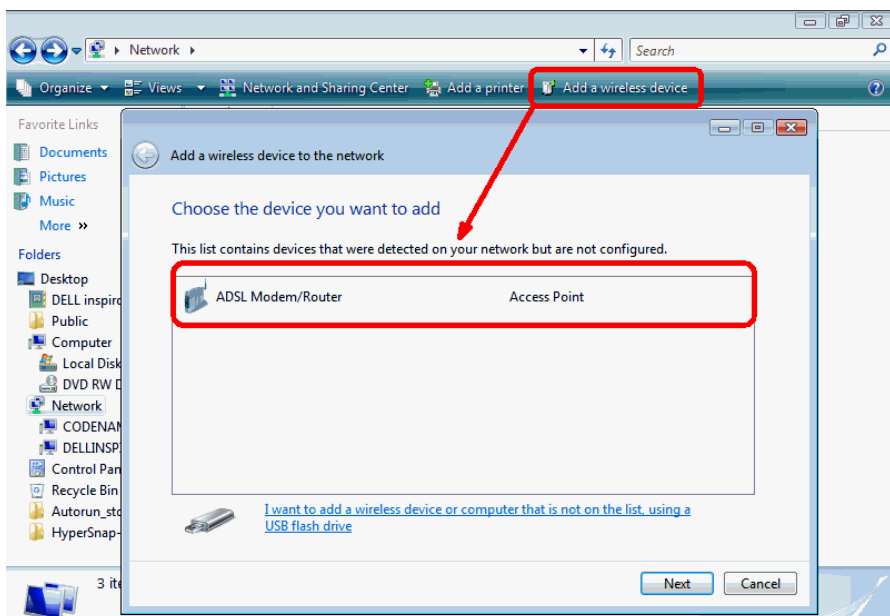 Network
Search
Organize Views Network and Sharing Center Add a printer Add a wireless device
Favorite Links
Documents
Pictures
Music
More »
Folders
Desktop
DELL inspiro
Public
Computer
Local Disk
DVD RW D
Network
CODENAM
DELLINSP
Control Pan
Recycle Bin
Autorun_sto
HyperSnap-
3 ite
Add a wireless device to the network
Choose the device you want to add
This list contains devices that were detected on your network but are not configured.
ADSL Modem/Router Access Point
I want to add a wireless device or computer that is not on the list, using a
USB flash drive
Next Cancel